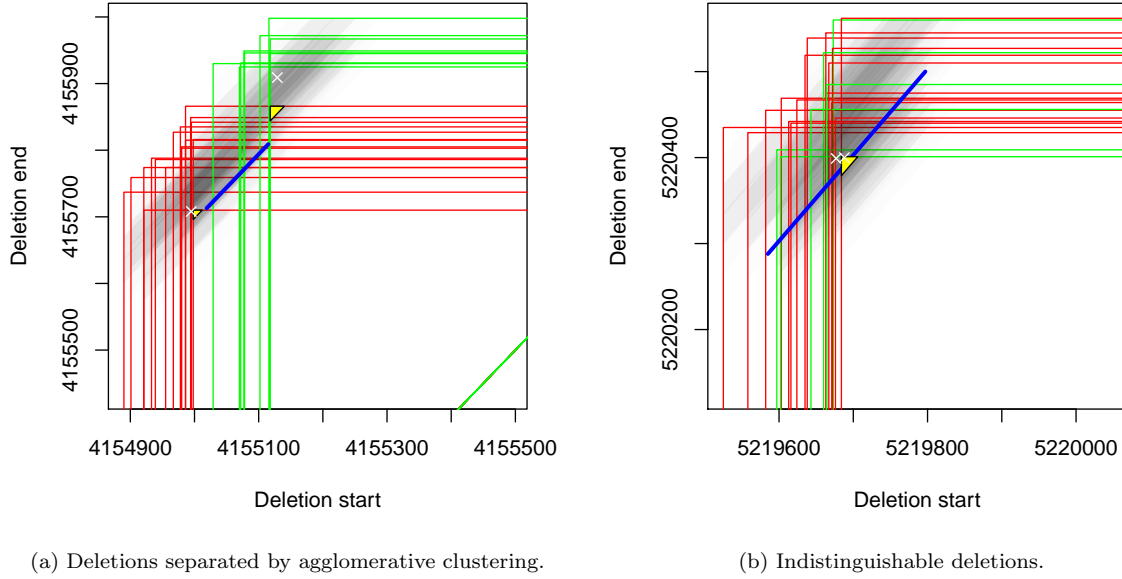 Deletion end
4155900
4155700
4155500
4154900 4155100 4155300 4155500
Deletion start
(a) Deletions separated by agglomerative clustering.
Deletion end
5220400
5220200
5219600 5219800 5220000
Deletion start
(b) Indistinguishable deletions.